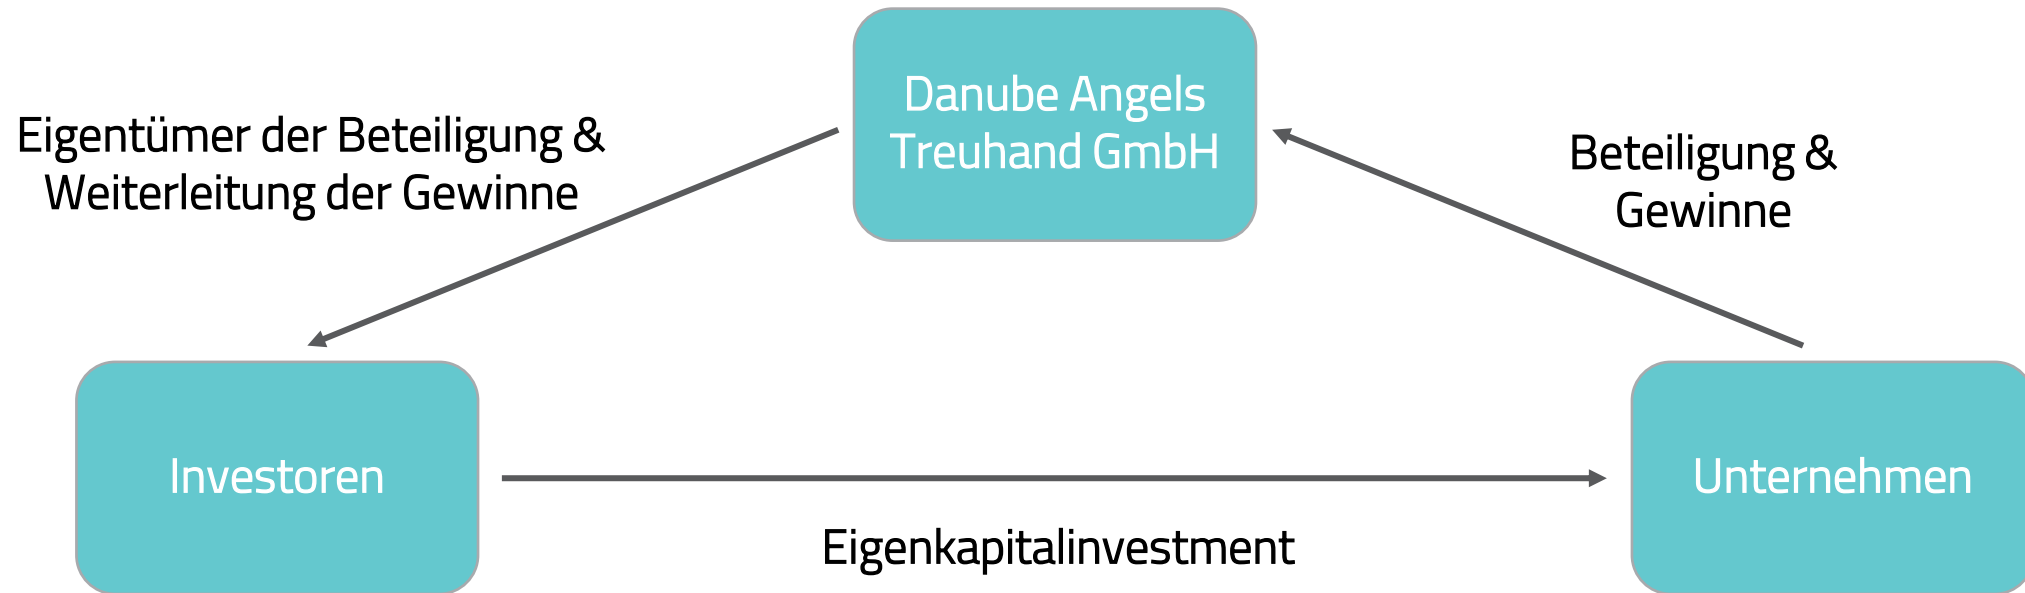 Danube Angels
Treuhand GmbH
Eigentümer der Beteiligung &
Weiterleitung der Gewinne
Beteiligung &
Gewinne
Investoren
Unternehmen
Eigenkapitalinvestment